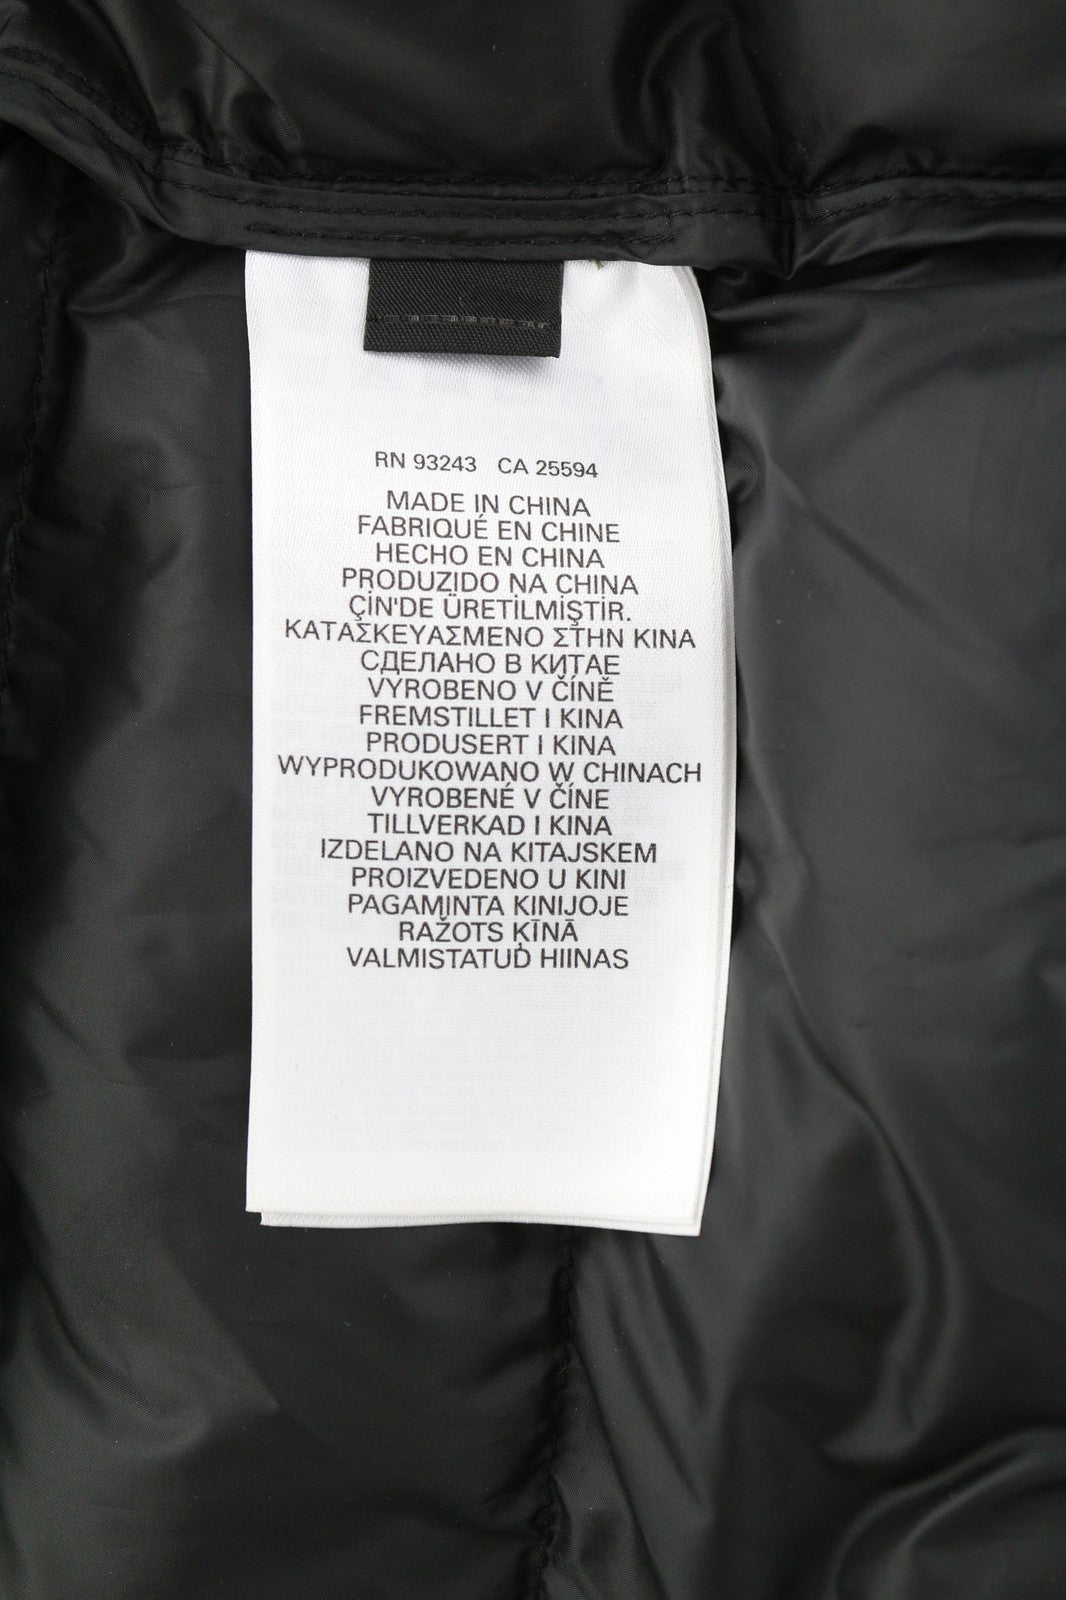 RN 93243 CA 25594
MADE IN CHINA
FABRIQUÉ EN CHINE
HECHO EN CHINA
PRODUZIDO NA CHINA
ÇİN'DE ÜRETİLMİŞTİR.
ΚΑΤΑΣΚΕΥΑΣΜΕΝΟ ΣΤΗΝ ΚΙΝΑ
СДЕЛАНО В КИТАЕ
VYROBENO V ČÍNĚ
FREMSTILLET I KINA
PRODUSERT I KINA
WYPRODUKOWANO W CHINACH
VYROBENÉ V ČÍNE
TILLVERKAD I KINA
IZDELANO NA KITAJSKEM
PROIZVEDENO U KINI
PAGAMINTA KINIJOJE
RAŽOTS ĶĪNĀ
VALMISTATUD HIINAS